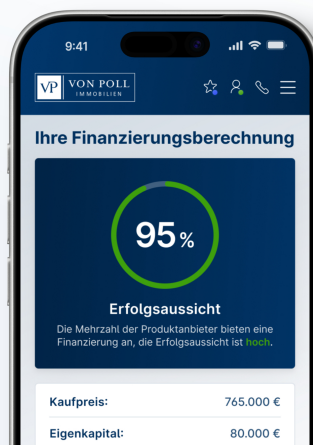 9:41
VP VON POLL
IMMOBILIEN
Ihre Finanzierungsberechnung
95 %
Erfolgsaussicht
Die Mehrzahl der Produktanbieter bieten eine
Finanzierung an, die Erfolgsaussicht ist hoch.
Kaufpreis: 765.000 €
Eigenkapital: 80.000 €